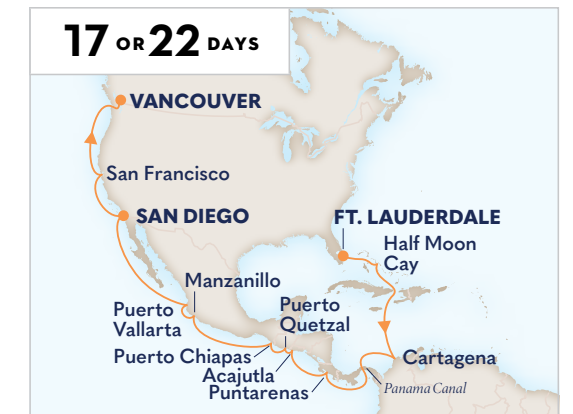 17 OR 22 DAYS
VANCOUVER
San Francisco
SAN DIEGO
FT. LAUDERDALE
Half Moon
Cay
Manzanillo
Puerto
Vallarta
Puerto
Quetzal
Puerto Chiapas
Acajutla
Puntarenas
Cartagena
Panama Canal